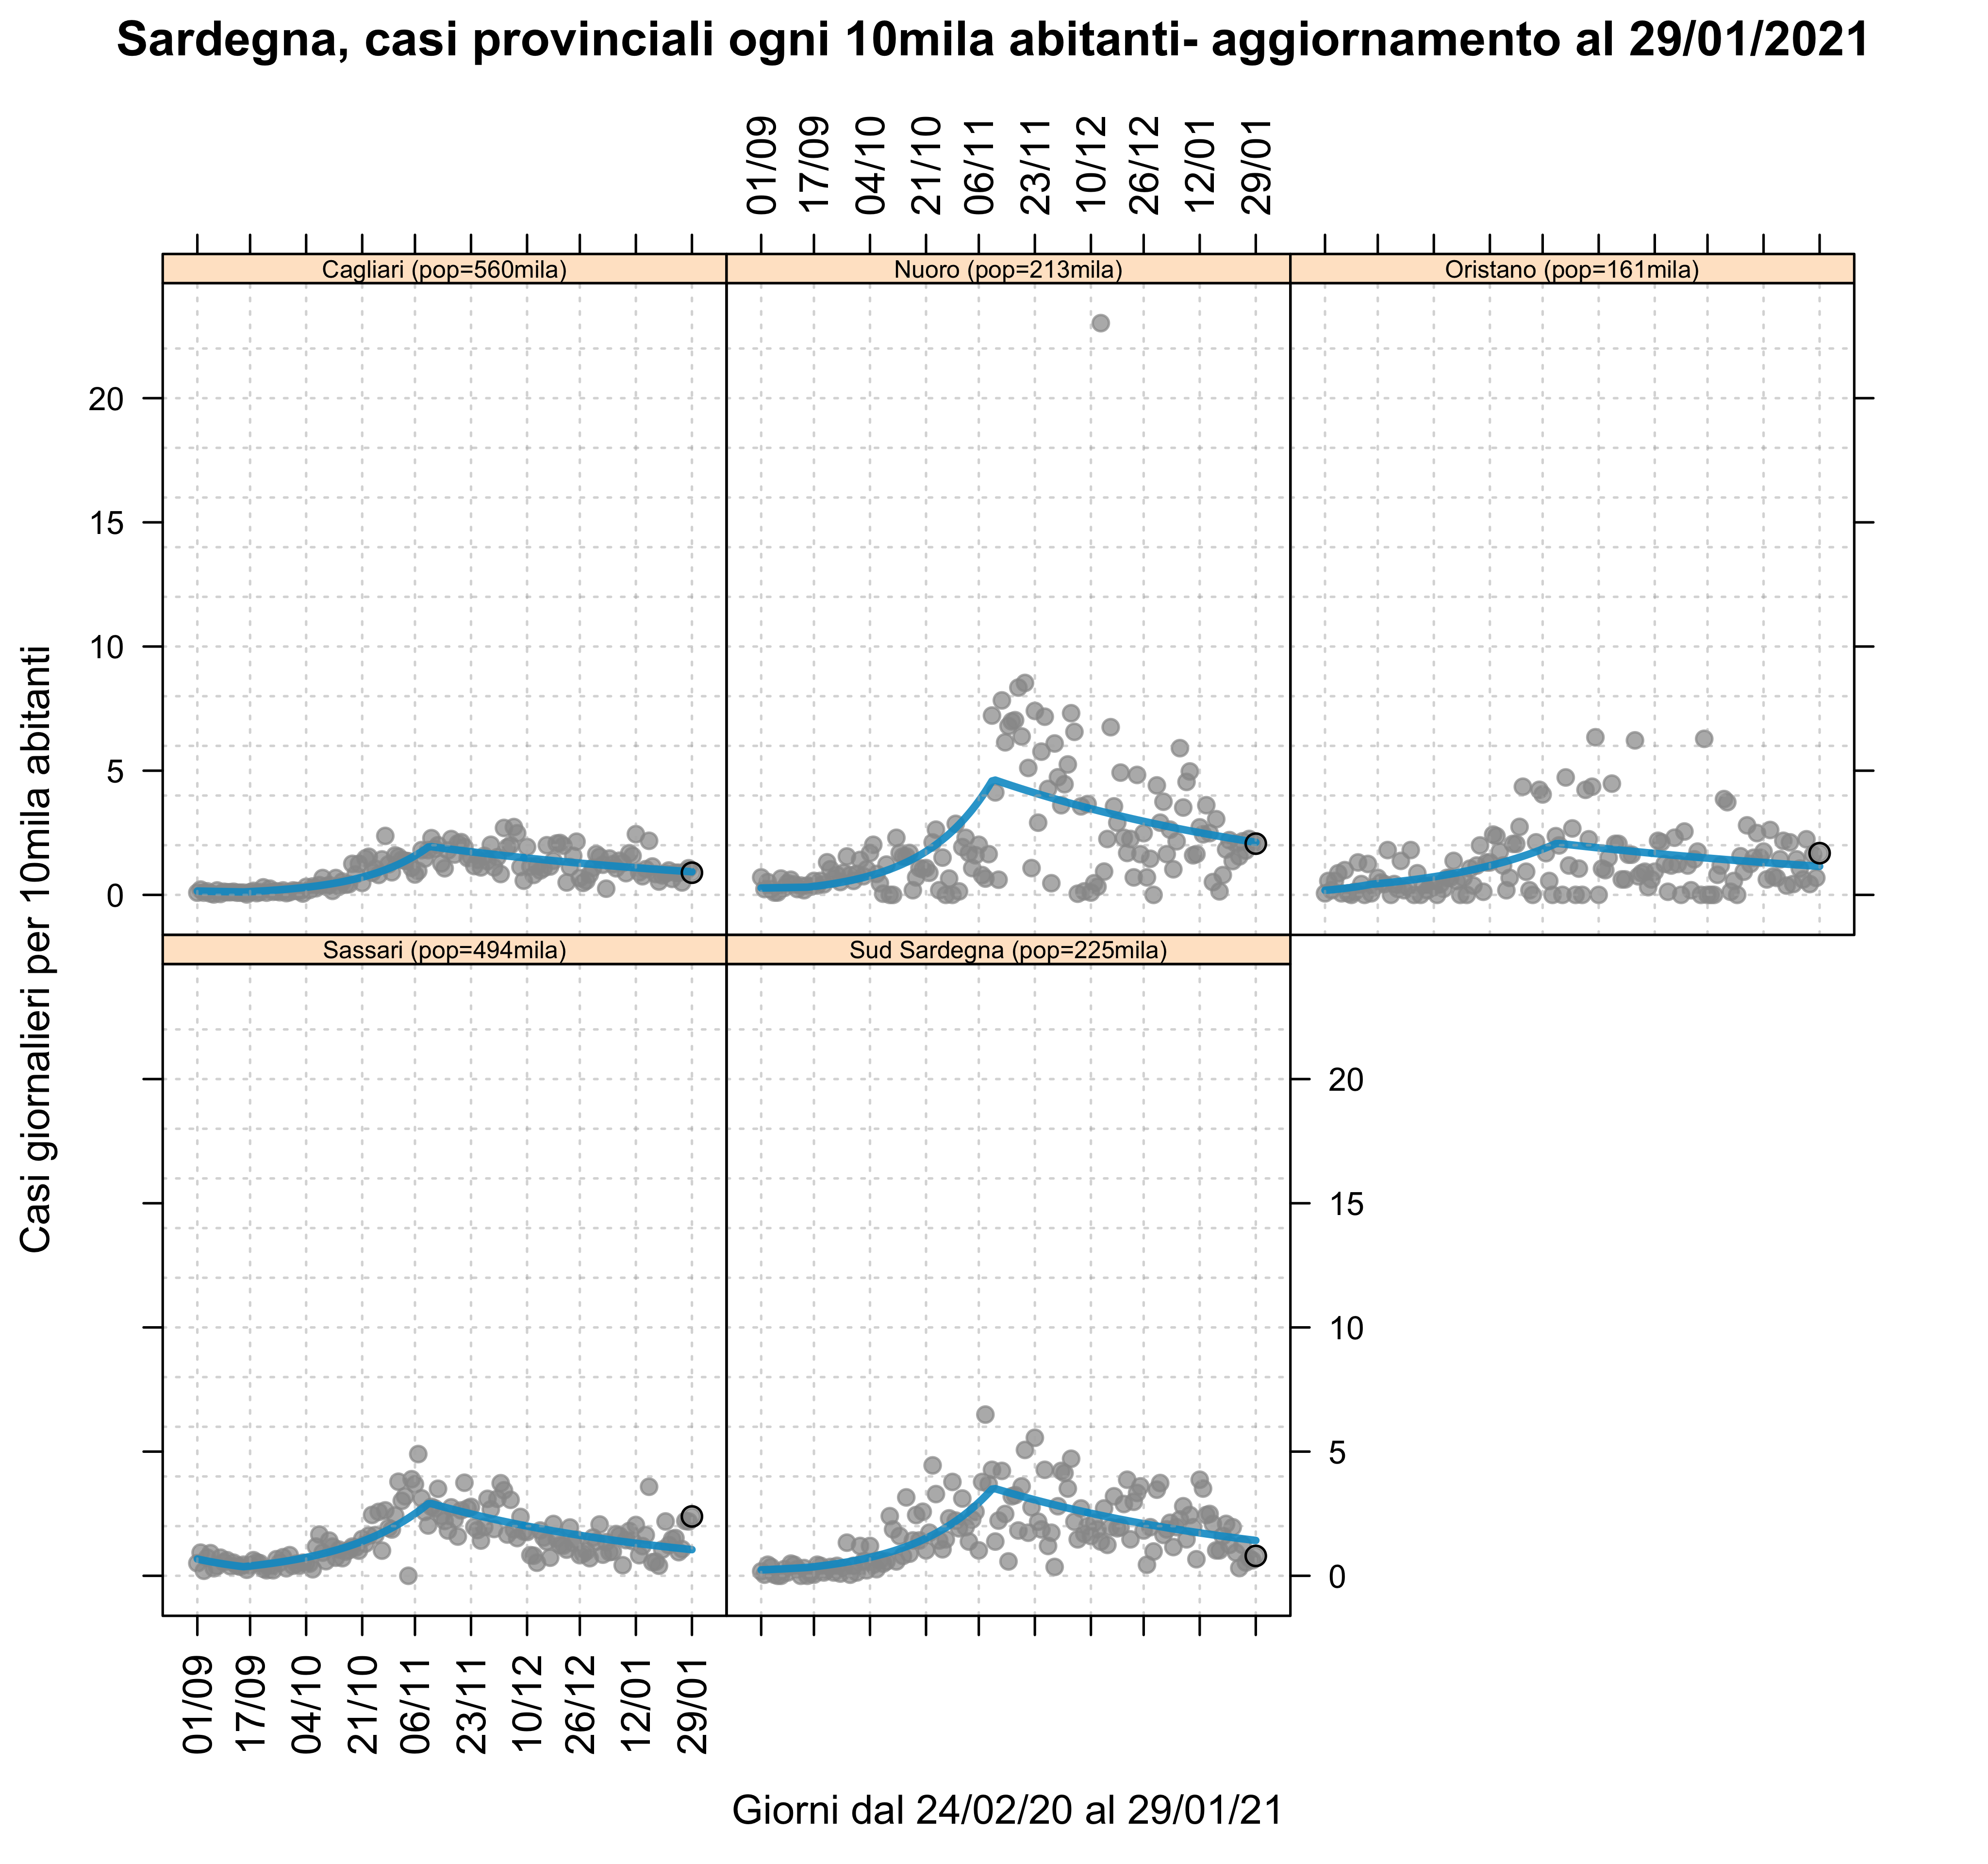 Sardegna, casi provinciali ogni 10mila abitanti- aggiornamento al 29/01/2021
01/09 17/09 04/10 21/10 06/11 23/11 10/12 26/12 12/01 29/01
Cagliari (pop=560mila)
Nuoro (pop=213mila)
Oristano (pop=161mila)
20
15
10
5
0
Casi giornalieri per 10mila abitanti
Sassari (pop=494mila)
Sud Sardegna (pop=225mila)
20
15
10
5
0
01/09 17/09 04/10 21/10 06/11 23/11 10/12 26/12 12/01 29/01
Giorni dal 24/02/20 al 29/01/21